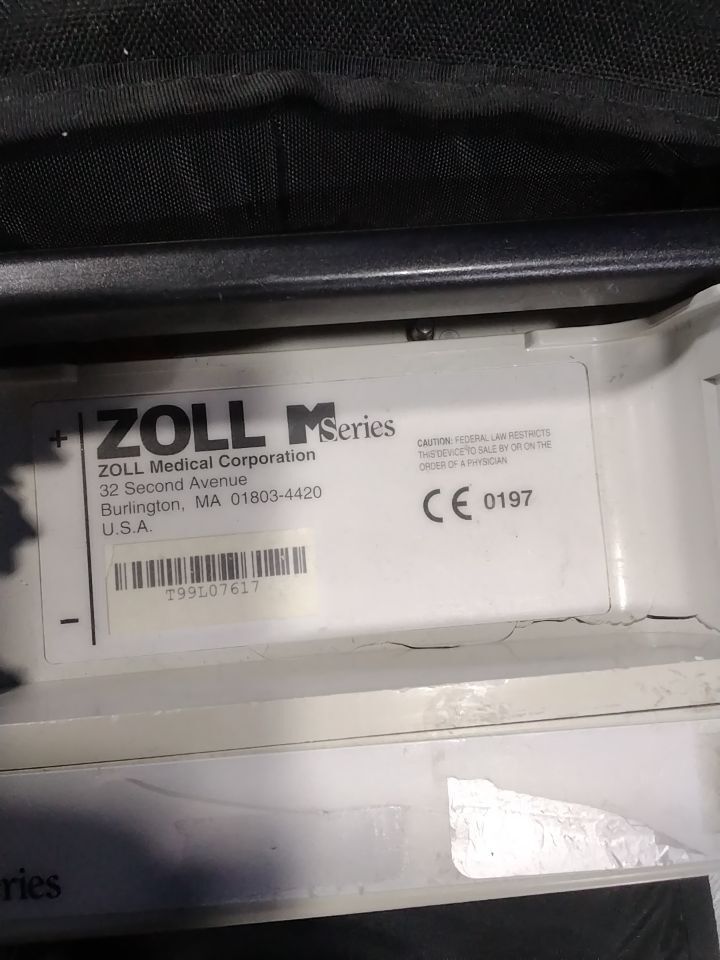 +
ZOLL M Series
ZOLL Medical Corporation
32 Second Avenue
Burlington, MA 01803-4420
U.S.A.
T99L07617
-
CAUTION: FEDERAL LAW RESTRICTS
THIS DEVICE TO SALE BY OR ON THE
ORDER OF A PHYSICIAN
CE 0197
ries